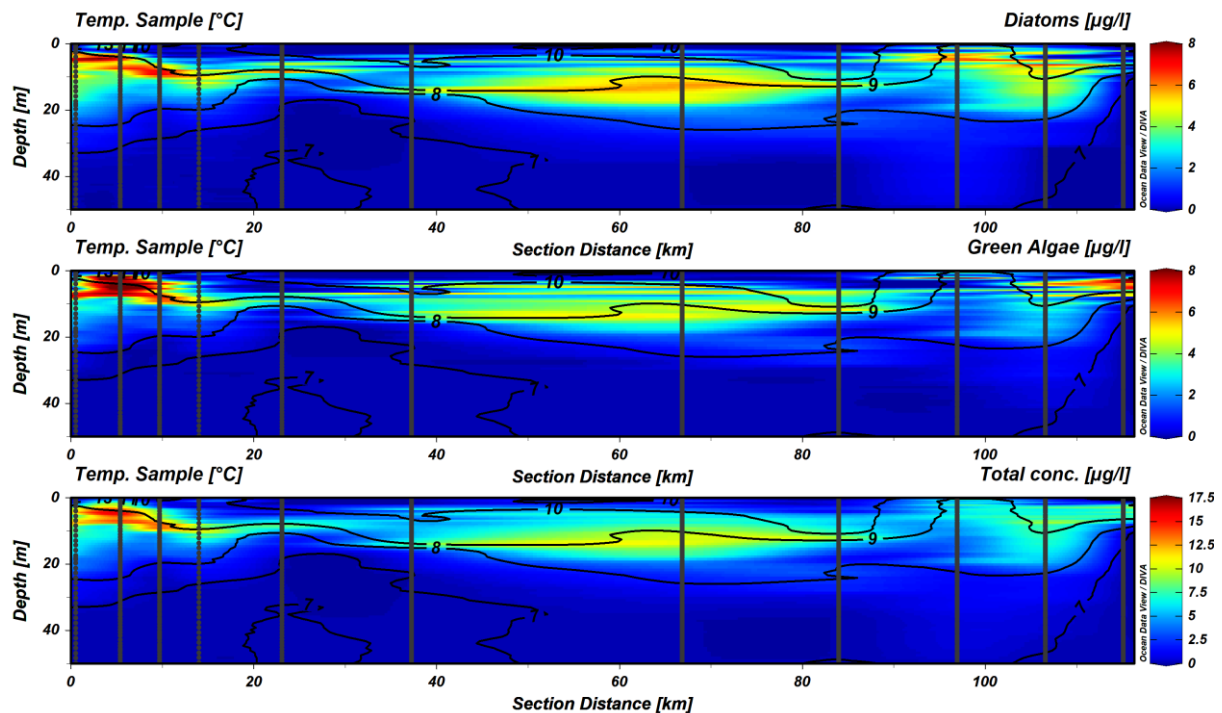 Temp. Sample [°C] Diatoms [µg/l]
0 20 40
Depth [m]
10 8 9 7 7
8 6 4 2 0
Ocean Data View / DIVA
0 20 40 60 80 100
Section Distance [km]
Temp. Sample [°C] Green Algae [µg/l]
0 20 40
Depth [m]
10 8 9 7 7 7
8 6 4 2 0
Ocean Data View / DIVA
0 20 40 60 80 100
Section Distance [km]
Temp. Sample [°C] Total conc. [µg/l]
0 20 40
Depth [m]
10 8 9 7 7 7
17.5 15 12.5 10 7.5 5 2.5 0
Ocean Data View / DIVA
0 20 40 60 80 100
Section Distance [km]